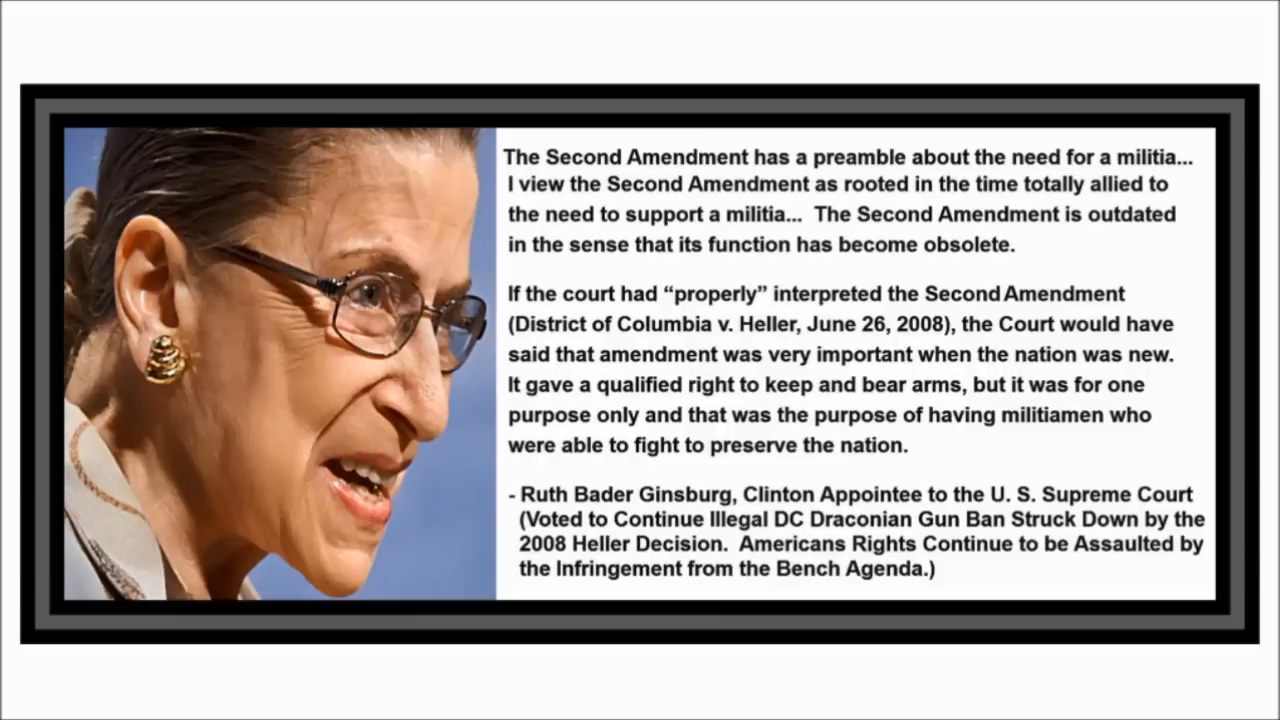 The Second Amendment has a preamble about the need for a militia...
I view the Second Amendment as rooted in the time totally allied to
the need to support a militia... The Second Amendment is outdated
in the sense that its function has become obsolete.
If the court had “properly” interpreted the Second Amendment
(District of Columbia v. Heller, June 26, 2008), the Court would have
said that amendment was very important when the nation was new.
It gave a qualified right to keep and bear arms, but it was for one
purpose only and that was the purpose of having militiamen who
were able to fight to preserve the nation.
- Ruth Bader Ginsburg, Clinton Appointee to the U. S. Supreme Court
(Voted to Continue Illegal DC Draconian Gun Ban Struck Down by the
2008 Heller Decision. Americans Rights Continue to be Assaulted by
the Infringement from the Bench Agenda.)